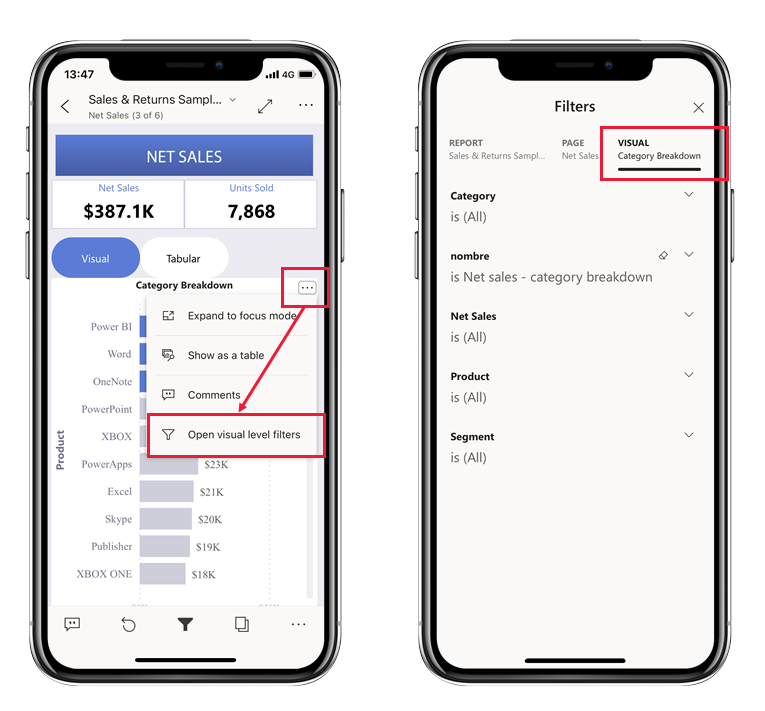 13:47
4G
Sales & Returns Sampl...
Net Sales (3 of 6)
NET SALES
Net Sales
$387.1K
Units Sold
7,868
Visual
Tabular
Category Breakdown
Expand to focus mode
Show as a table
Comments
Open visual level filters
Product
Power BI
Word
OneNote
PowerPoint
XBOX
PowerApps
$23K
Excel
$21K
Skype
$20K
Publisher
$19K
XBOX ONE
$18K
Filters
REPORT
Sales & Returns Sampl...
PAGE
Net Sales
VISUAL
Category Breakdown
Category
is (All)
nombre
is Net sales - category breakdown
Net Sales
is (All)
Product
is (All)
Segment
is (All)